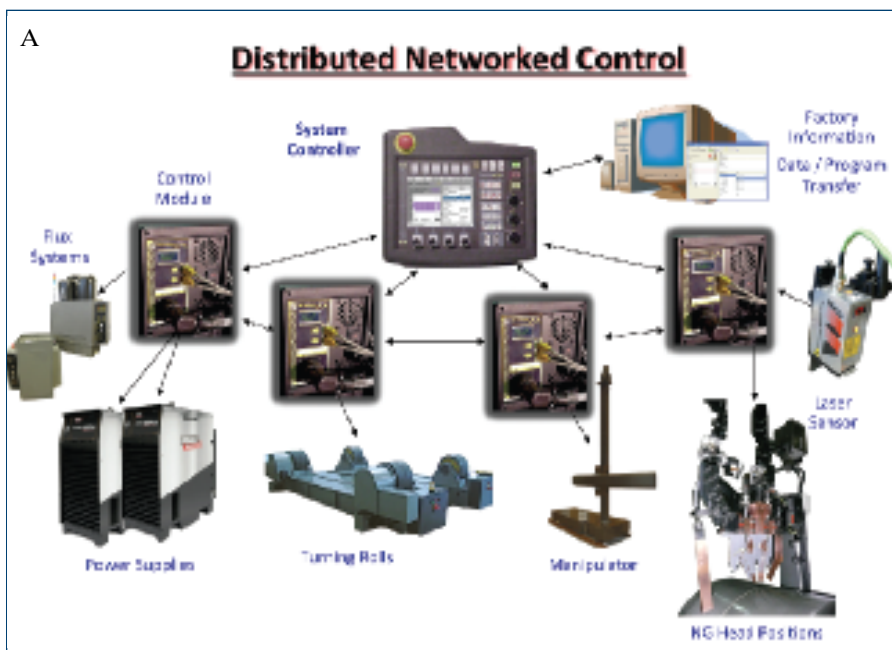 A
Distributed Networked Control
System
Controller
Factory
Information
Data / Program
Transfer
Control
Module
Flux
Systems
Laser
Sensor
Power Supplies
Turning Rolls
Manipulator
NG Head Positions